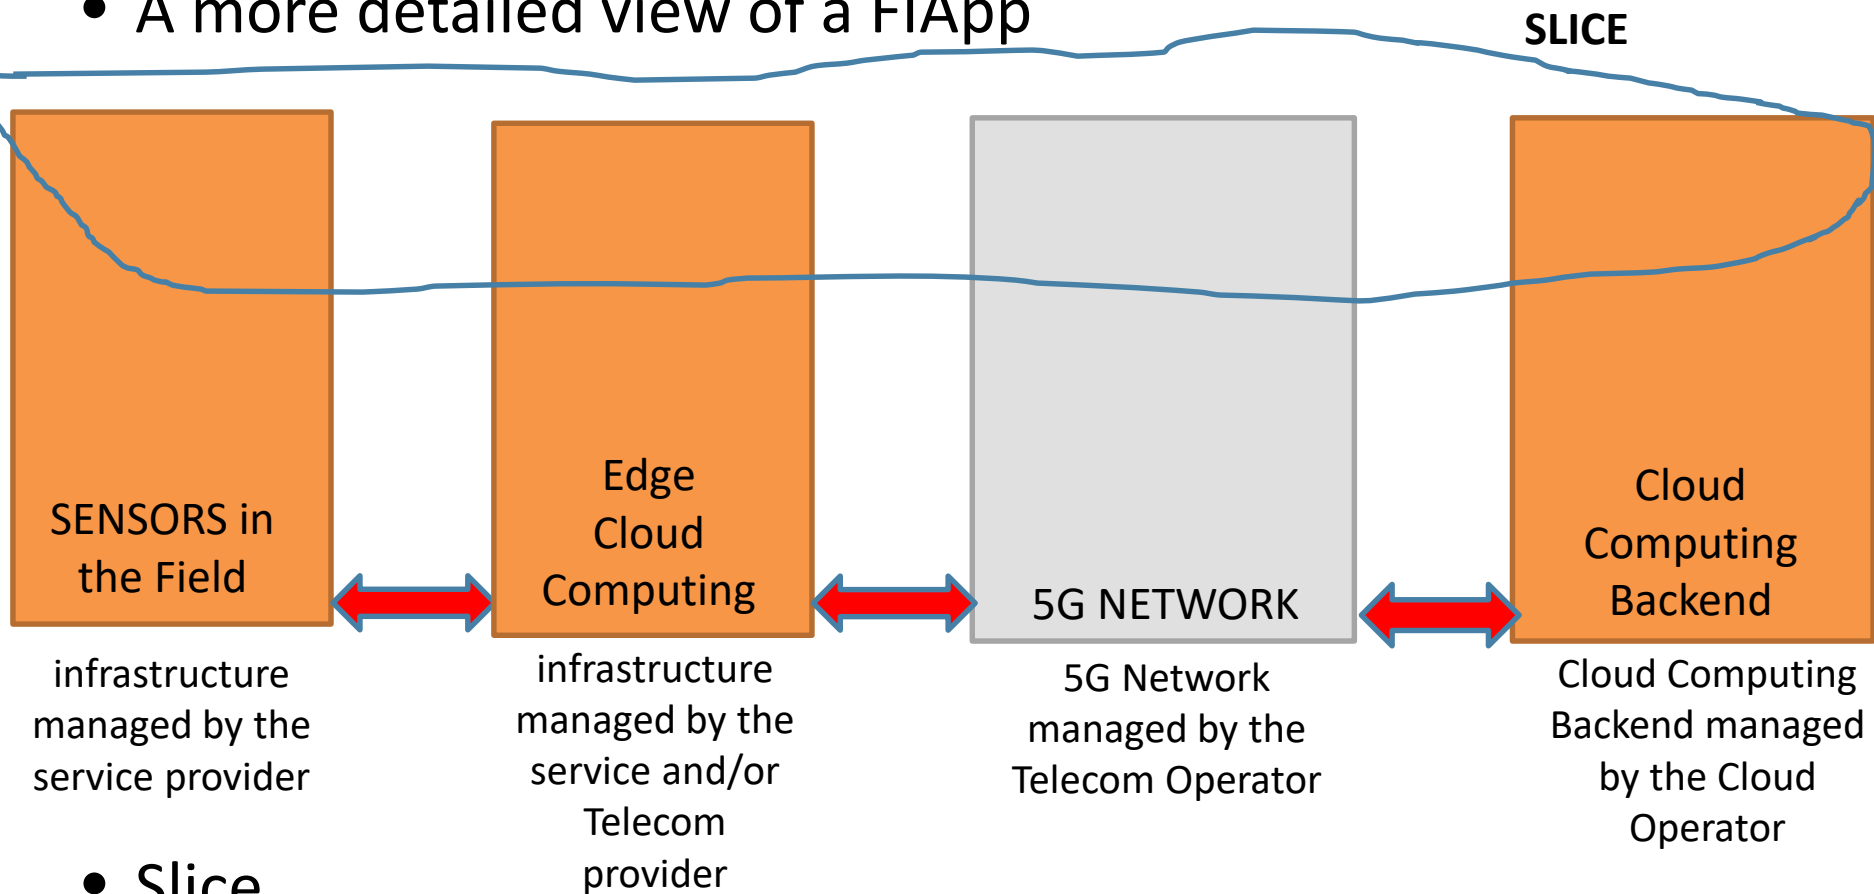 • A more detailed view of a FIApp
SLICE
SENSORS in
the Field
Edge
Cloud
Computing
5G NETWORK
Cloud
Computing
Backend
infrastructure
managed by the
service provider
infrastructure
managed by the
service and/or
Telecom
provider
5G Network
managed by the
Telecom Operator
Cloud Computing
Backend managed
by the Cloud
Operator
• Slice